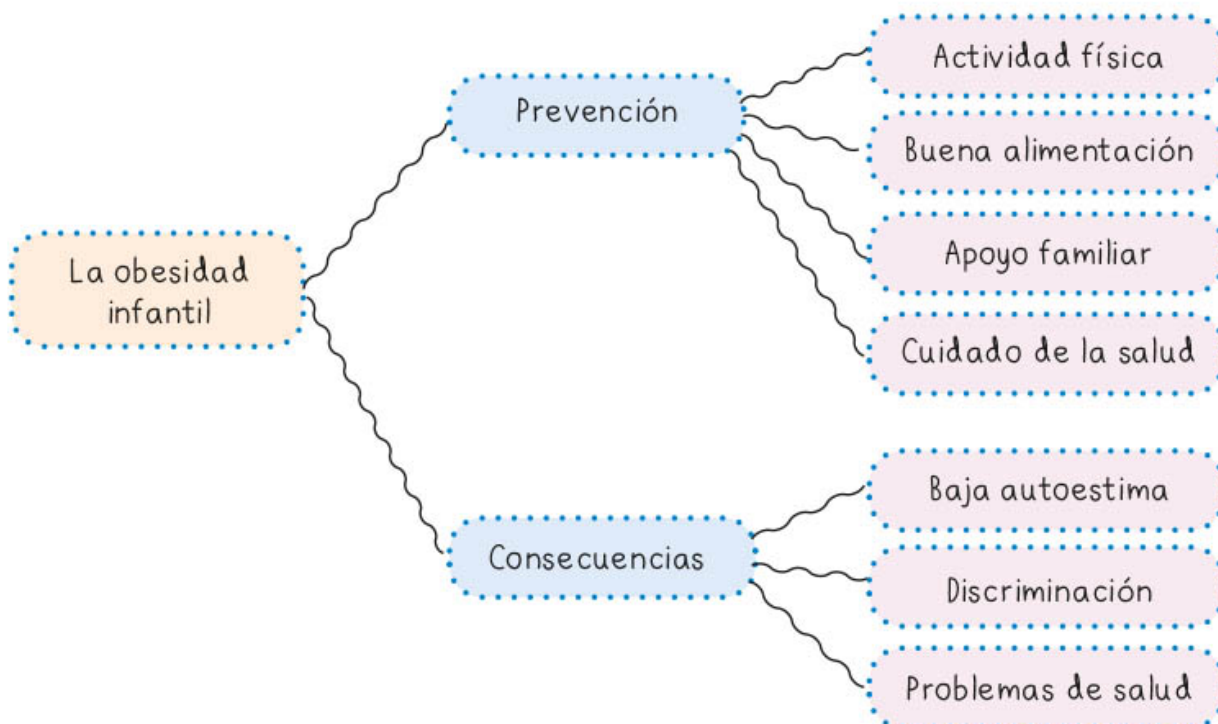 La obesidad
infantil
Prevención
Actividad física
Buena alimentación
Apoyo familiar
Cuidado de la salud
Consecuencias
Baja autoestima
Discriminación
Problemas de salud